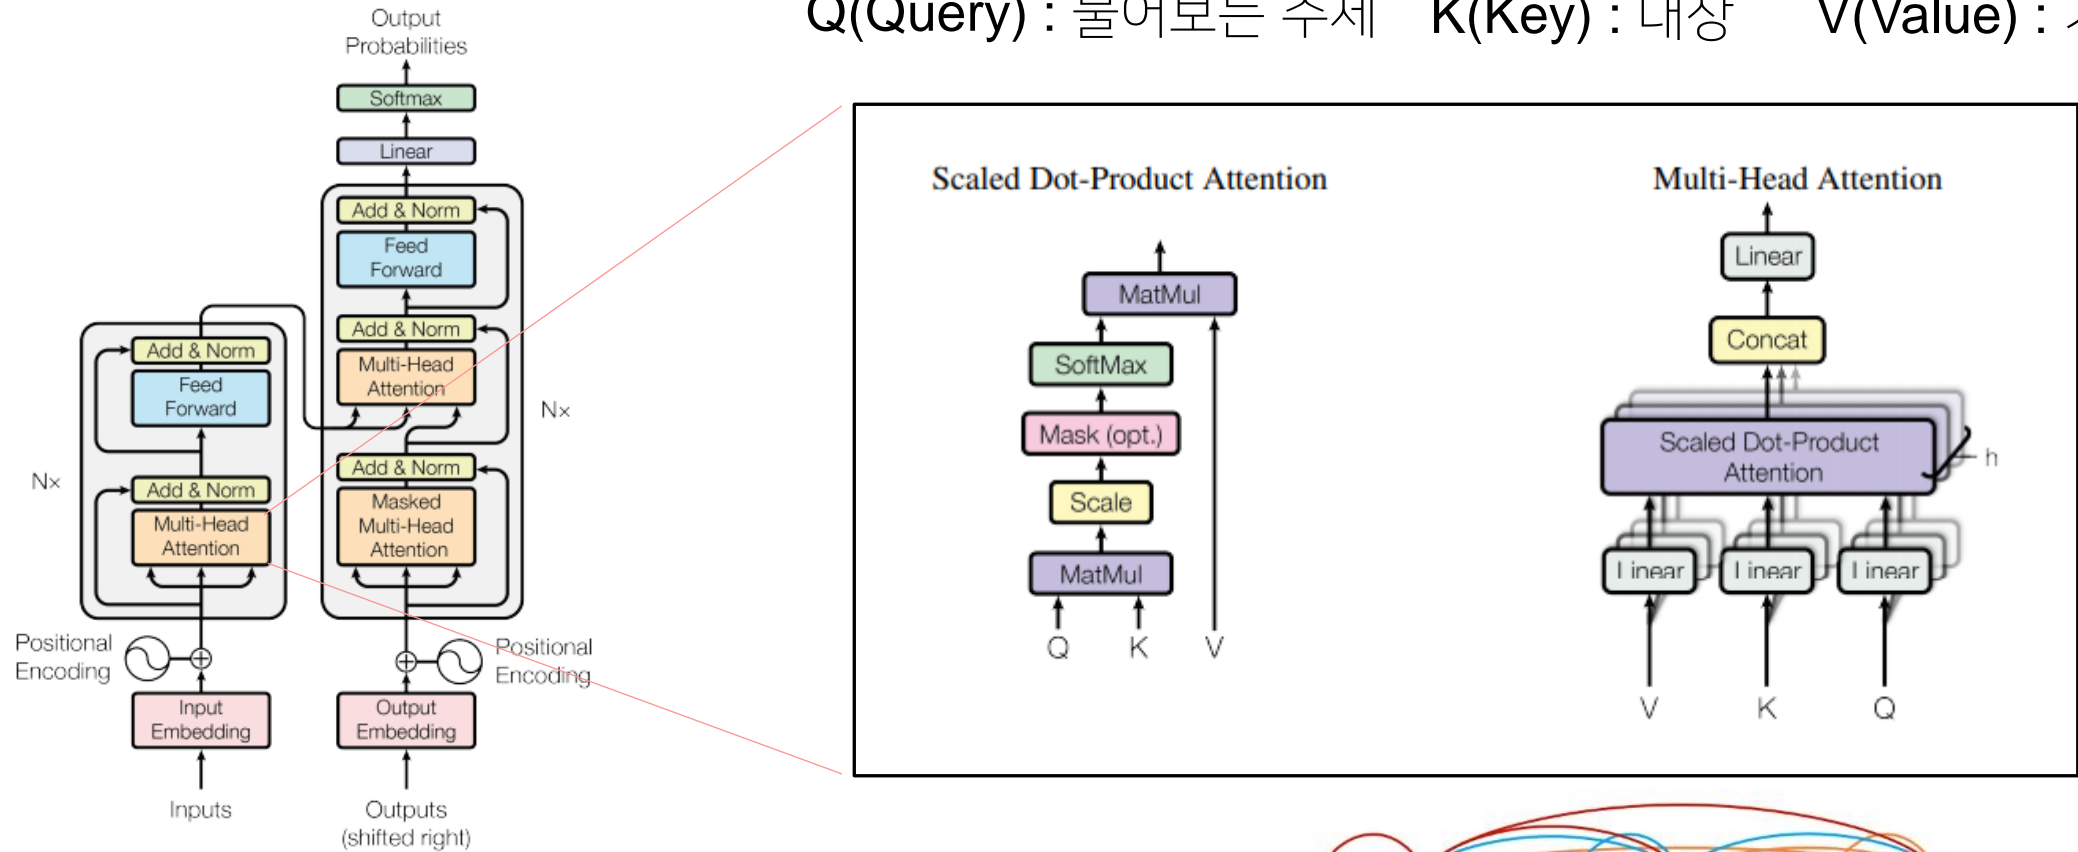 Q(Query) : 물어보는 주체 K(Key) : 대상 V(Value) :
Output
Probabilities
Softmax
Linear
Add & Norm
Feed
Forward
Add & Norm
Multi-Head
Attention
Nx
Add & Norm
Masked
Multi-Head
Attention
Add & Norm
Feed
Forward
Nx
Add & Norm
Multi-Head
Attention
Positional
Encoding
Positional
Encoding
Input
Embedding
Output
Embedding
Inputs
Outputs
(shifted right)
Scaled Dot-Product Attention
MatMul
SoftMax
Mask (opt.)
Scale
MatMul
Q K V
Multi-Head Attention
Linear
Concat
Scaled Dot-Product
Attention
h
Linear Linear Linear
V K Q